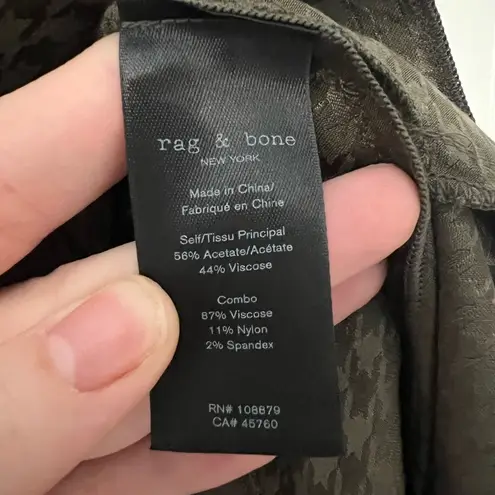 rag & bone
NEW YORK
Made in China/
Fabriqué en Chine
Self/Tissu Principal
56% Acetate/Acétate
44% Viscose
Combo
87% Viscose
11% Nylon
2% Spandex
RN# 108879
CA# 45760